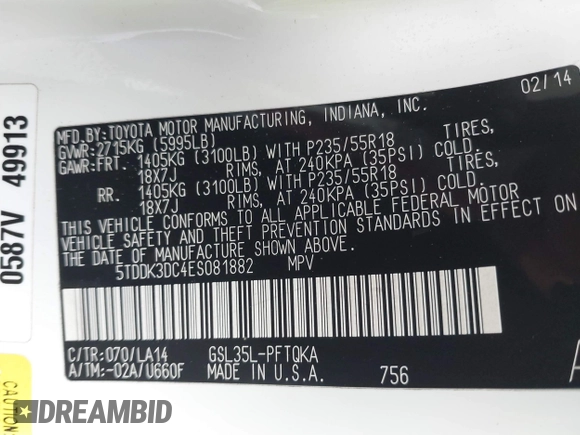 02/14
MFD.BY:TOYOTA MOTOR MANUFACTURING, INDIANA, INC.
GVWR:2715KG (5995LB)
GAWR:FRT. 1405KG (3100LB) WITH P235/55R18 TIRES,
18X7J RIMS, AT 240KPA (35PSI) COLD.
RR. 1405KG (3100LB) WITH P235/55R18 TIRES,
18X7J RIMS, AT 240KPA (35PSI) COLD.
THIS VEHICLE CONFORMS TO ALL APPLICABLE FEDERAL MOTOR
VEHICLE SAFETY AND THEFT PREVENTION STANDARDS IN EFFECT ON
THE DATE OF MANUFACTURE SHOWN ABOVE.
5TDDK3DC4ES081882 MPV
C/TR:070/LA14 GSL35L-PFTQKA
A/TM:-02A/U660F MADE IN U.S.A. 756
A
0587V 49913
CAUTION
DREAMBID